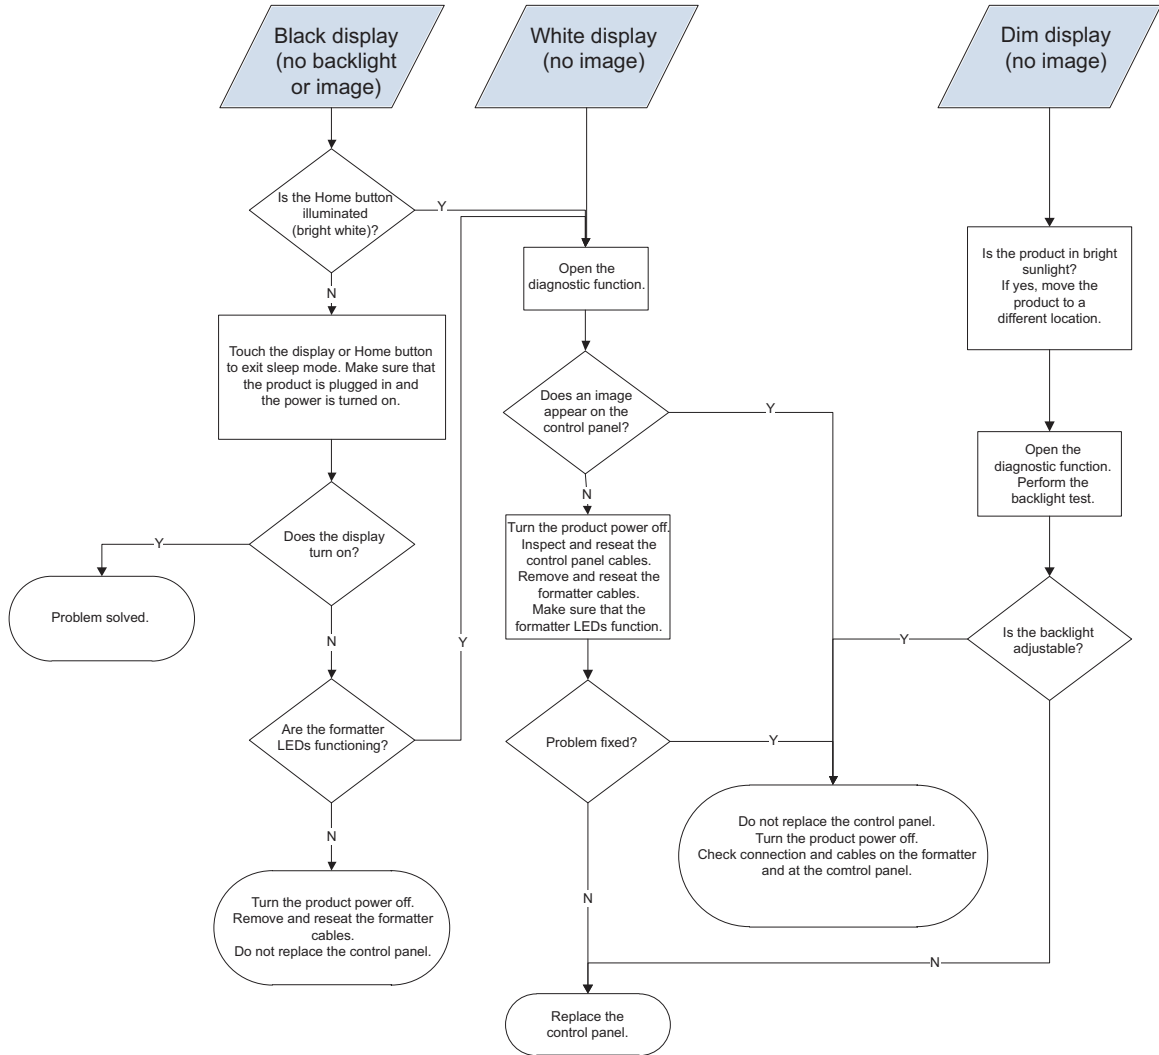 Black display
(no backlight
or image)
White display
(no image)
Dim display
(no image)
Is the Home button
illuminated
(bright white)?
Y
N
Open the
diagnostic function.
Is the product in bright
sunlight?
If yes, move the
product to a
different location.
Touch the display or Home button
to exit sleep mode. Make sure that
the product is plugged in and
the power is turned on.
Does an image
appear on the
control panel?
Y
N
Open the
diagnostic function.
Perform the
backlight test.
Does the display
turn on?
Y
N
Problem solved.
Turn the product power off.
Inspect and reseat the
control panel cables.
Remove and reseat the
formatter cables.
Make sure that the
formatter LEDs function.
Is the backlight
adjustable?
Y
N
Are the formatter
LEDs functioning?
Y
N
Problem fixed?
Y
N
Do not replace the control panel.
Turn the product power off.
Check connection and cables on the formatter
and at the comtrol panel.
Turn the product power off.
Remove and reseat the formatter
cables.
Do not replace the control panel.
Replace the
control panel.